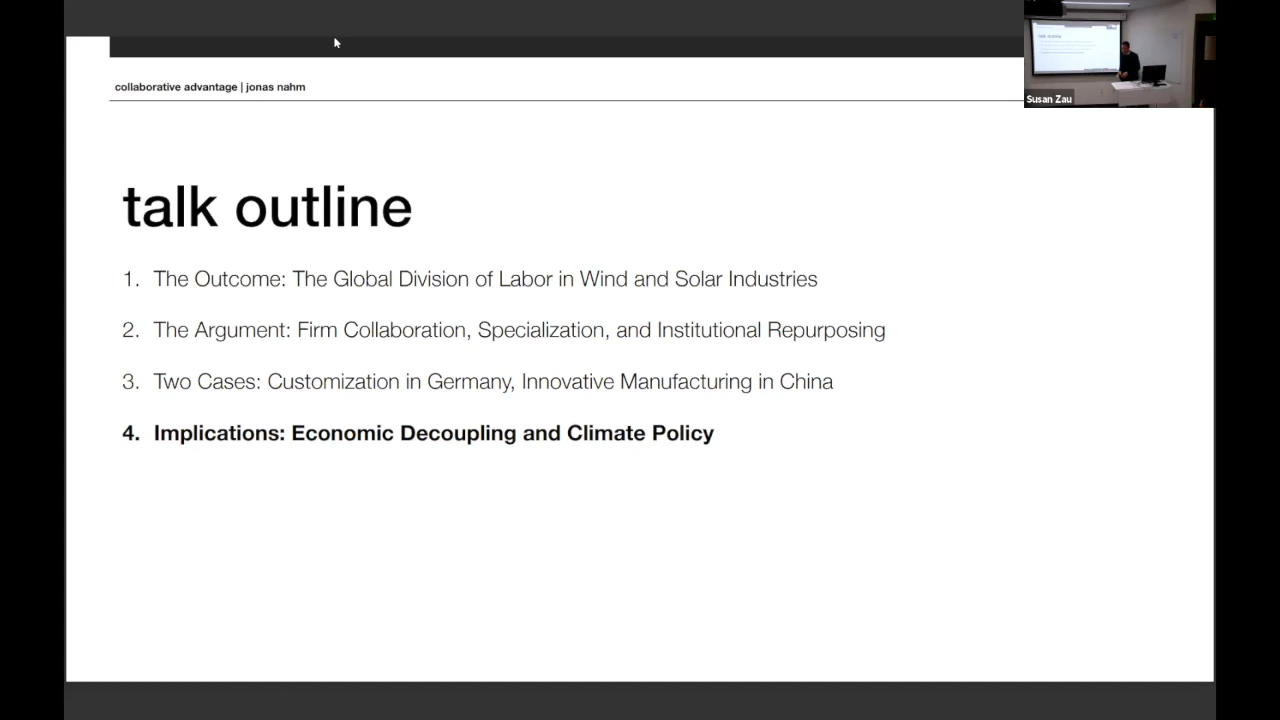 collaborative advantage | jonas nahm
Susan Zau
talk outline
1. The Outcome: The Global Division of Labor in Wind and Solar Industries
2. The Argument: Firm Collaboration, Specialization, and Institutional Repurposing
3. Two Cases: Customization in Germany, Innovative Manufacturing in China
4. Implications: Economic Decoupling and Climate Policy